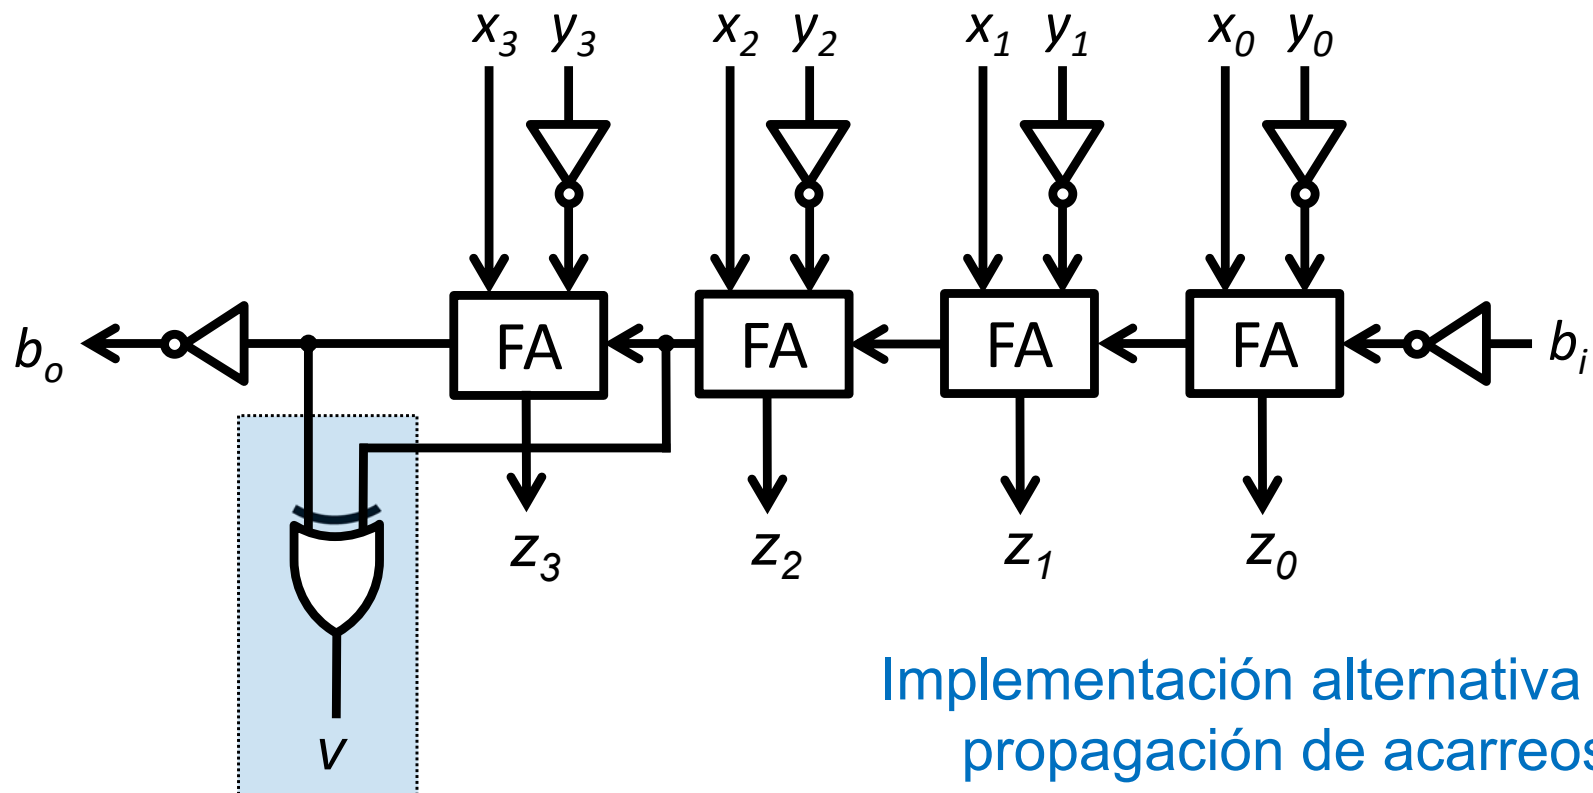 x3 y3 x2 y2 x1 y1 x0 y0
bo FA FA FA FA bi
z3 z2 z1 z0
v
Implementación alternativa
propagación de acarreos